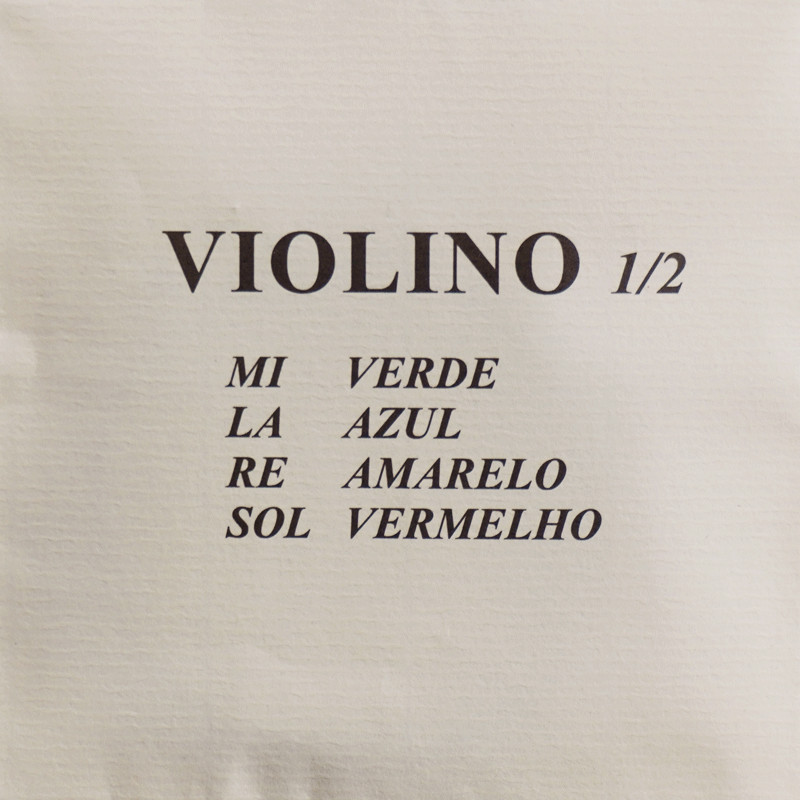 VIOLINO 1/2
MI VERDE
LA AZUL
RE AMARELO
SOL VERMELHO